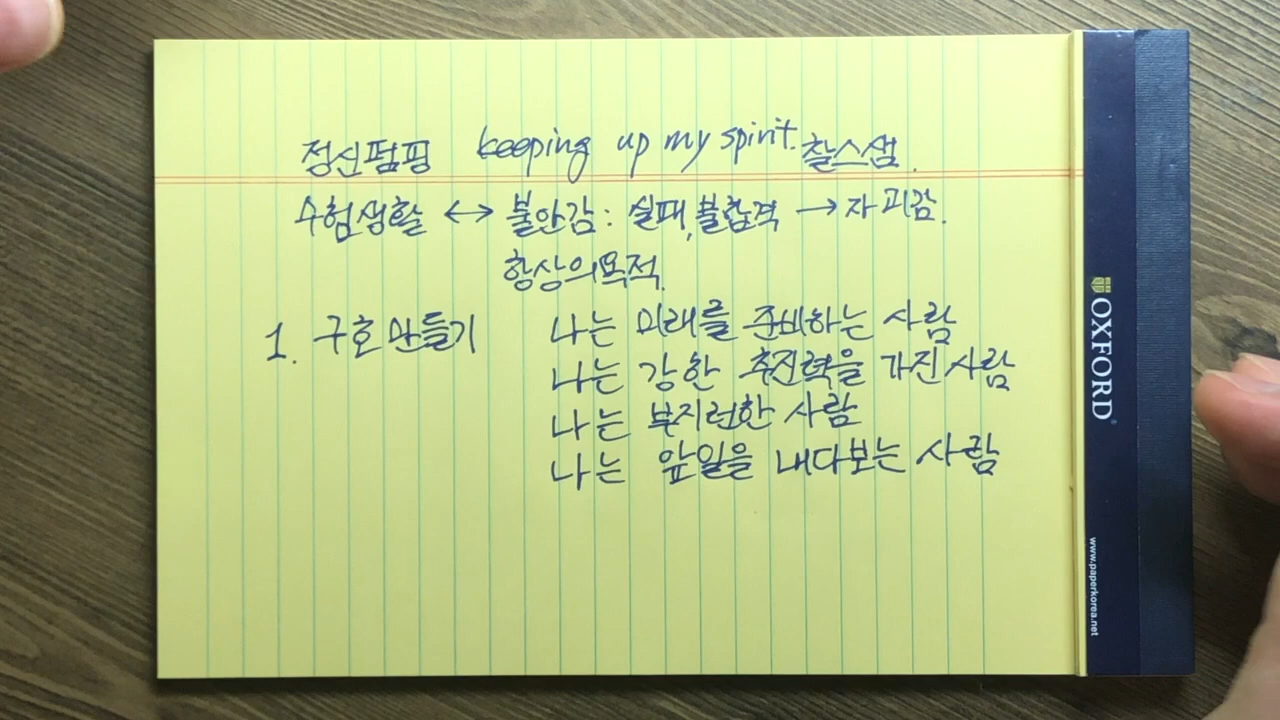 정신펌핑 keeping up my spirit. 찰스샘.
수험생활 ↔ 불안감 : 실패, 불합격 → 자괴감.
항상의목적.
1. 구호만들기 나는 미래를 준비하는 사람
나는 강한 추진력을 가진사람
나는 부지런한 사람
나는 앞일을 내다보는 사람
OXFORD
www.paperkorea.net